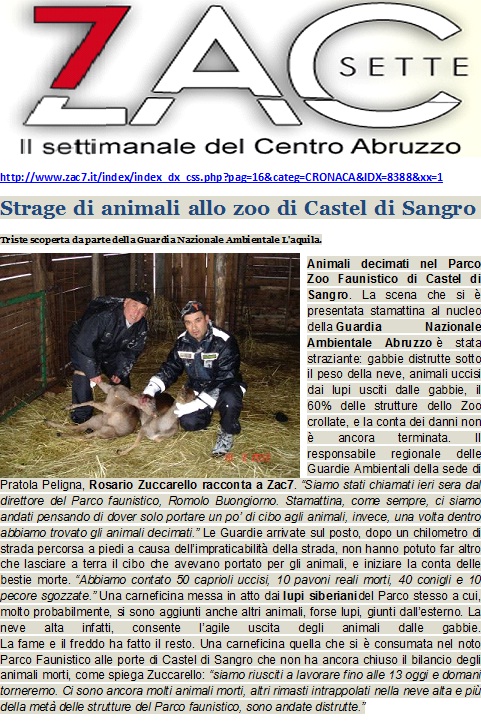 ZAC
7
SETTE
Il settimanale del Centro Abruzzo
http://www.zac7.it/index/index_dx_css.php?pag=16&categ=CRONACA&IDX=8388&xx=1
Strage di animali allo zoo di Castel di Sangro
Triste scoperta da parte della Guardia Nazionale Ambientale L'aquila.
Animali decimati nel Parco
Zoo Faunistico di Castel di
Sangro. La scena che si è
presentata stamattina al nucleo
della Guardia Nazionale
Ambientale Abruzzo è stata
straziante: gabbie distrutte sotto
il peso della neve, animali uccisi
dai lupi usciti dalle gabbie, il
60% delle strutture dello Zoo
crollate, e la conta dei danni non
è ancora terminata. Il
responsabile regionale delle
Guardie Ambientali della sede di
Pratola Peligna, Rosario Zuccarello racconta a Zac7. “Siamo stati chiamati ieri sera dal
direttore del Parco faunistico, Romolo Buongiorno. Stamattina, come sempre, ci siamo
andati pensando di dover solo portare un po’ di cibo agli animali, invece, una volta dentro
abbiamo trovato gli animali decimati.” Le Guardie arrivate sul posto, dopo un chilometro di
strada percorsa a piedi a causa dell’impraticabilità della strada, non hanno potuto far altro
che lasciare a terra il cibo che avevano portato per gli animali, e iniziare la conta delle
bestie morte. “Abbiamo contato 50 caprioli uccisi, 10 pavoni reali morti, 40 conigli e 10
pecore sgozzate.” Una carneficina messa in atto dai lupi siberiani del Parco stesso a cui,
molto probabilmente, si sono aggiunti anche altri animali, forse lupi, giunti dall’esterno. La
neve alta infatti, consente l’agile uscita degli animali dalle gabbie.
La fame e il freddo ha fatto il resto. Una carneficina quella che si è consumata nel noto
Parco Faunistico alle porte di Castel di Sangro che non ha ancora chiuso il bilancio degli
animali morti, come spiega Zuccarello: “siamo riusciti a lavorare fino alle 13 oggi e domani
torneremo. Ci sono ancora molti animali morti, altri rimasti intrappolati nella neve alta e più
della metà delle strutture del Parco faunistico, sono andate distrutte.”